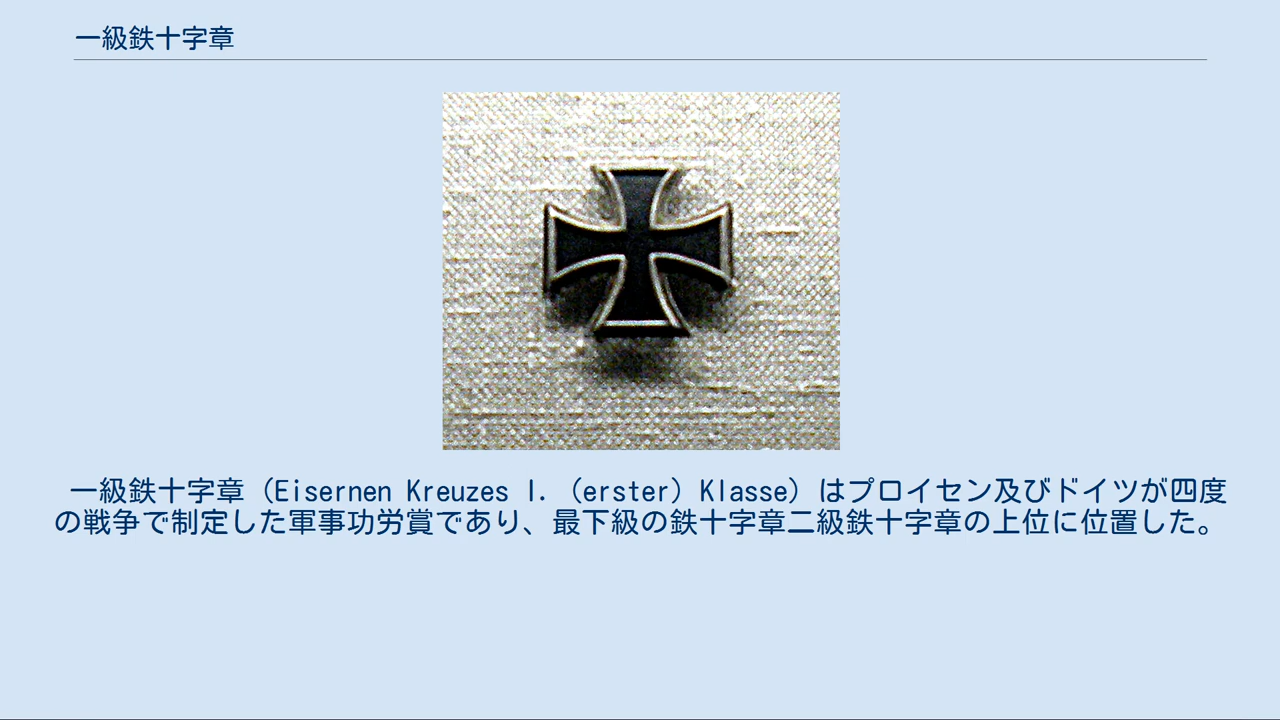 一級鉄十字章
一級鉄十字章（Eisernen Kreuzes I. （erster）Klasse）はプロイセン及びドイツが四度
の戦争で制定した軍事功労賞であり、最下級の鉄十字章二級鉄十字章の上位に位置した。